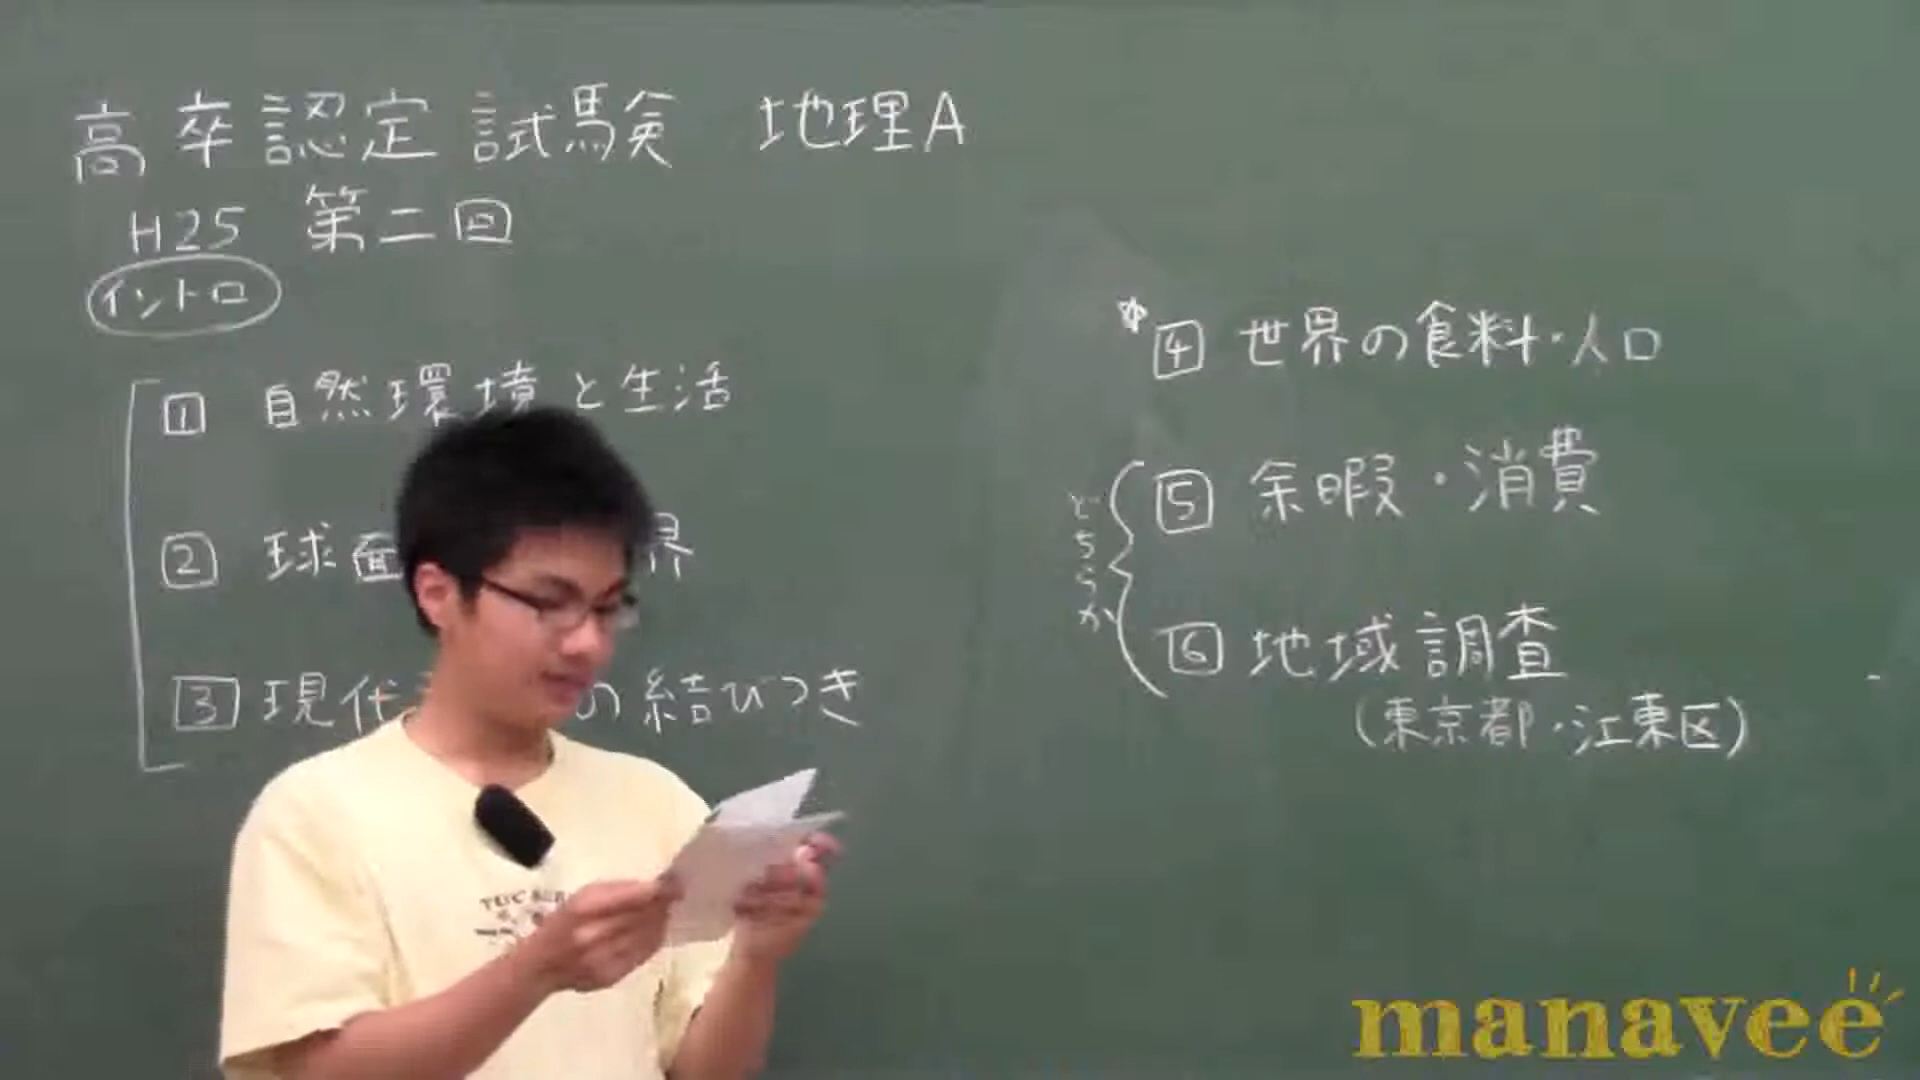 高卒認定試験 地理A
H25 第二回
イントロ
1 自然環境と生活
2 球面 界
3 現代 の結びつき
4 世界の食料・人口
どちらか
5 余暇・消費
6 地域調査
(東京都・江東区)
manavee